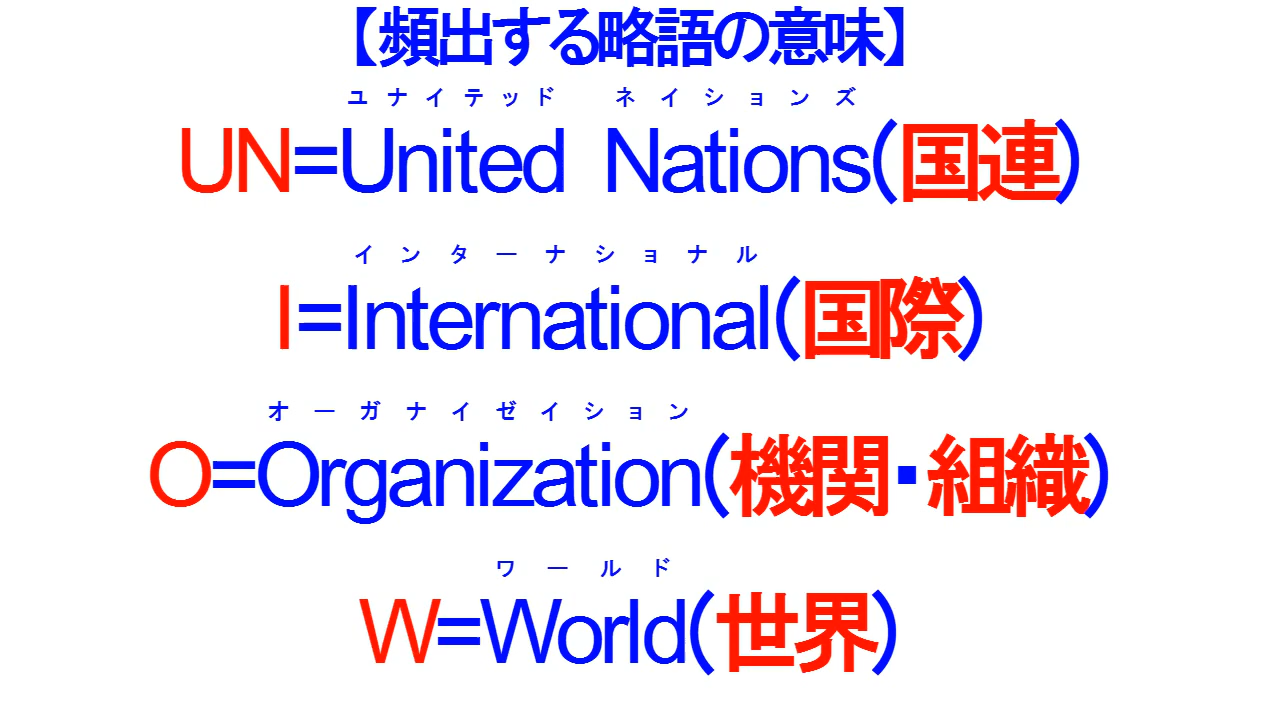 【頻出する略語の意味】
ユナイテッド ネイションズ
UN=United Nations(国連)
インターナショナル
I=International(国際)
オーガナイゼイション
O=Organization(機関・組織)
ワールド
W=World(世界)